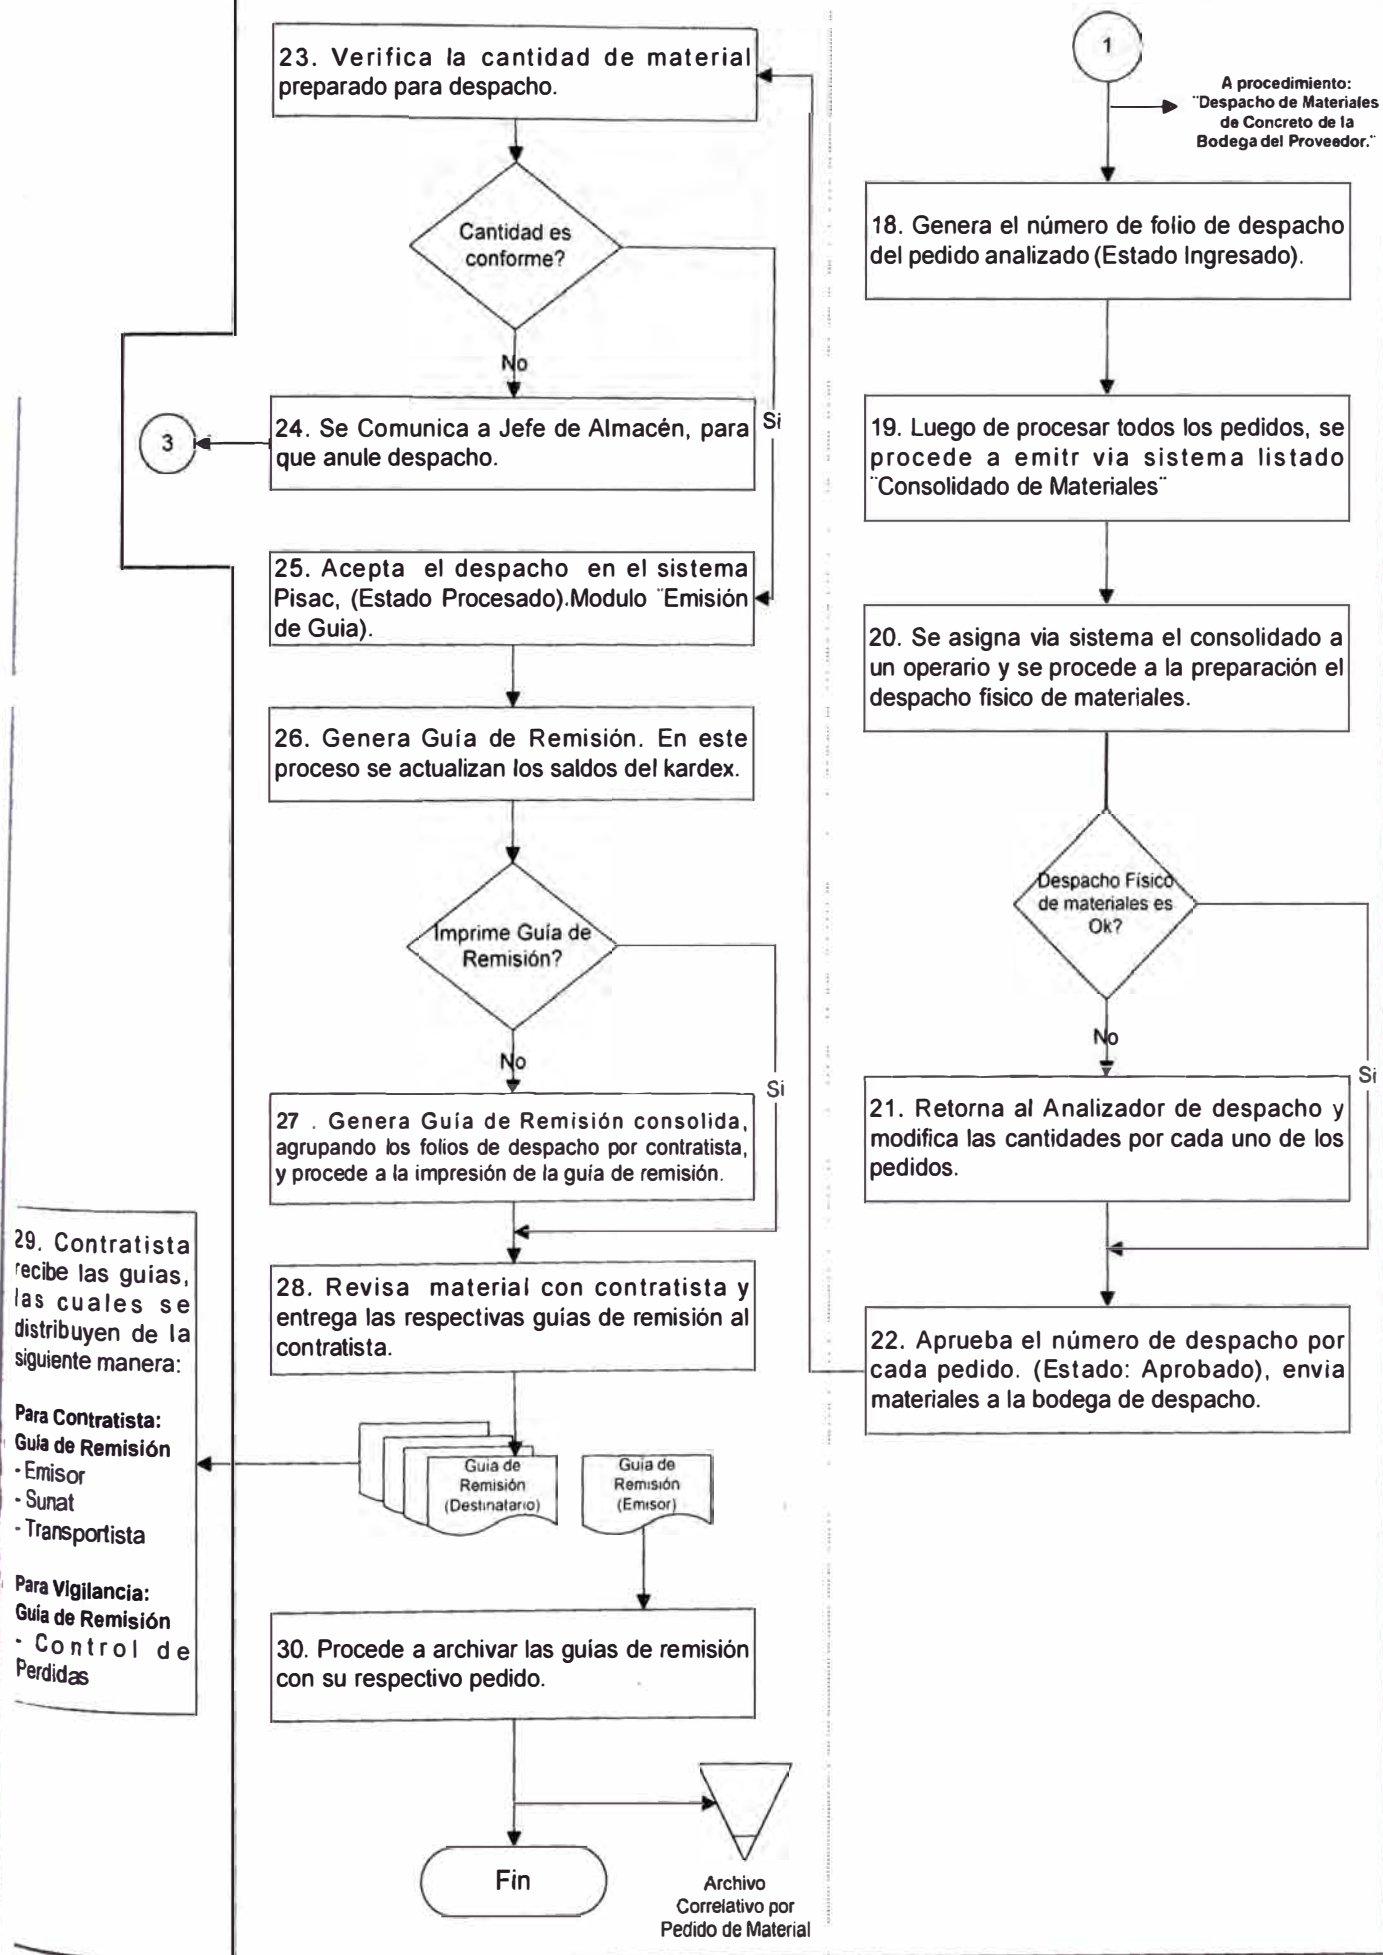 1
A procedimiento:
¨Despacho de Materiales
de Concreto de la
Bodega del Proveedor.¨
18. Genera el número de folio de despacho
del pedido analizado (Estado Ingresado).
19. Luego de procesar todos los pedidos, se
procede a emitr via sistema listado
¨Consolidado de Materiales¨
20. Se asigna via sistema el consolidado a
un operario y se procede a la preparación el
despacho físico de materiales.
Despacho Físico
de materiales es
Ok?
No
Si
21. Retorna al Analizador de despacho y
modifica las cantidades por cada uno de los
pedidos.
22. Aprueba el número de despacho por
cada pedido. (Estado: Aprobado), envia
materiales a la bodega de despacho.
23. Verifica la cantidad de material
preparado para despacho.
Cantidad es
conforme?
No
Si
24. Se Comunica a Jefe de Almacén, para
que anule despacho.
3
25. Acepta el despacho en el sistema
Pisac, (Estado Procesado).Modulo ¨Emisión
de Guia).
26. Genera Guía de Remisión. En este
proceso se actualizan los saldos del kardex.
Imprime Guía de
Remisión?
No
Si
27 . Genera Guía de Remisión consolida,
agrupando los folios de despacho por contratista,
y procede a la impresión de la guía de remisión.
28. Revisa material con contratista y
entrega las respectivas guías de remisión al
contratista.
Guia de
Remisión
(Destinatario)
Guia de
Remisión
(Emisor)
29. Contratista
recibe las guías,
las cuales se
distribuyen de la
siguiente manera:
Para Contratista:
Guía de Remisión
- Emisor
- Sunat
- Transportista
Para Vigilancia:
Guía de Remisión
- Control de
Perdidas
30. Procede a archivar las guías de remisión
con su respectivo pedido.
Fin
Archivo
Correlativo por
Pedido de Material